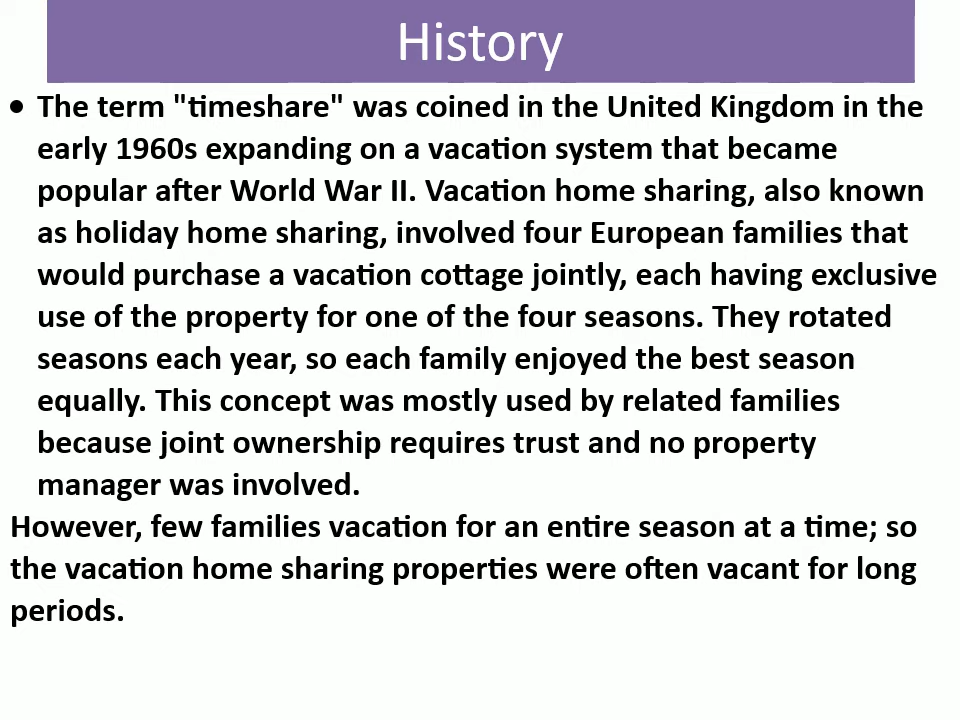 History
• The term "timeshare" was coined in the United Kingdom in the
early 1960s expanding on a vacation system that became
popular after World War II. Vacation home sharing, also known
as holiday home sharing, involved four European families that
would purchase a vacation cottage jointly, each having exclusive
use of the property for one of the four seasons. They rotated
seasons each year, so each family enjoyed the best season
equally. This concept was mostly used by related families
because joint ownership requires trust and no property
manager was involved.
However, few families vacation for an entire season at a time; so
the vacation home sharing properties were often vacant for long
periods.